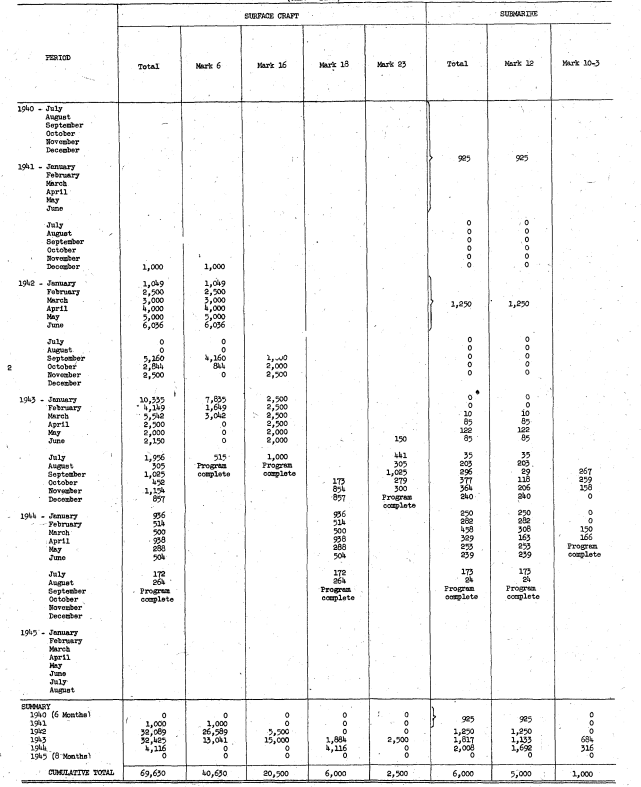 SURFACE CRAFT SUBMARINE
PERIOD Total Mark 6 Mark 16 Mark 18 Mark 23 Total Mark 12 Mark 10-3
1940 - July
August
September
October
November
December
925 925
1941 - January
February
March
April
May
June
July 0 0
August 0 0
September 0 0
October 0 0
November 0 0
December 1,000 1,000 0 0
1942 - January 1,049 1,049
February 2,500 2,500
March 3,000 3,000
April 4,000 4,000 1,250 1,250
May 5,000 5,000
June 6,036 6,036
July 0 0 0 0
August 0 0 0 0
September 5,160 4,160 0 0
2 October 2,844 844 2,000 0 0
November 2,500 0 2,500 0 0
December
1943 - January 10,335 7,835 2,500 0 0
February 4,149 1,649 2,500 0 0
March 5,542 3,042 2,500 10 10
April 2,500 0 2,500 85 85
May 2,000 0 2,000 122 122
June 2,150 0 2,000 150 85 85
July 1,956 515 1,000 441 35 35
August 305 Program Program 305 203 203
September 1,025 complete complete 1,025 296 29 267
October 452 173 279 377 118 259
November 1,154 854 300 364 206 158
December 857 857 Program 240 240 0
complete
1944 - January 936 936 250 250 0
February 514 514 282 282 0
March 500 500 458 308 150
April 938 938 329 163 166
May 288 288 253 253 Program
June 504 504 239 239 complete
July 172 172 173 173
August 264 264 24 24
September Program Program Program Program
October complete complete complete complete
November
December
1945 - January
February
March
April
May
June
July
August
SUMMARY
1940 (6 Months) 0 0 0 0 0 925 925 0
1941 1,000 1,000 0 0 0 0
1942 32,089 26,589 5,500 0 0 1,250 1,250 0
1943 32,425 13,041 15,000 1,884 2,500 1,817 1,133 684
1944 4,116 0 0 4,116 0 2,008 1,692 316
1945 (8 Months) 0 0 0 0 0 0 0 0
CUMULATIVE TOTAL 69,630 40,630 20,500 6,000 2,500 6,000 5,000 1,000